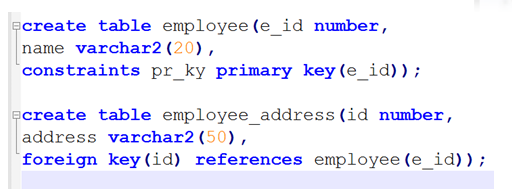 create table employee(e_id number,
name varchar2(20),
constraints pr_ky primary key(e_id));
create table employee_address(id number,
address varchar2(50),
foreign key(id) references employee(e_id));